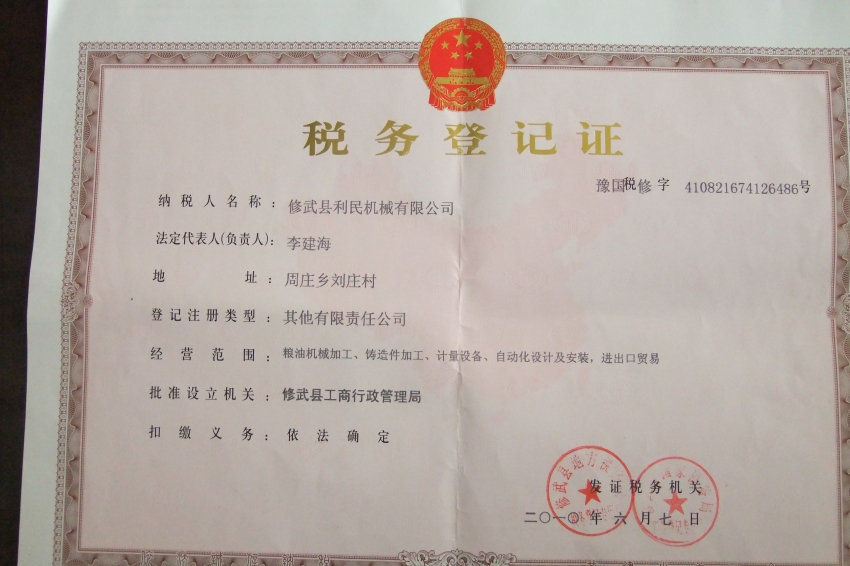 税务登记证
豫国税修 字 410821674126486号
纳税人名称：修武县利民机械有限公司
法定代表人(负责人)：李建海
地址：周庄乡刘庄村
登记注册类型：其他有限责任公司
经营范围：粮油机械加工、铸造件加工、计量设备、自动化设计及安装，进出口贸易
批准设立机关：修武县工商行政管理局
扣缴义务：依法确定
发证税务机关
二〇一〇年六月七日